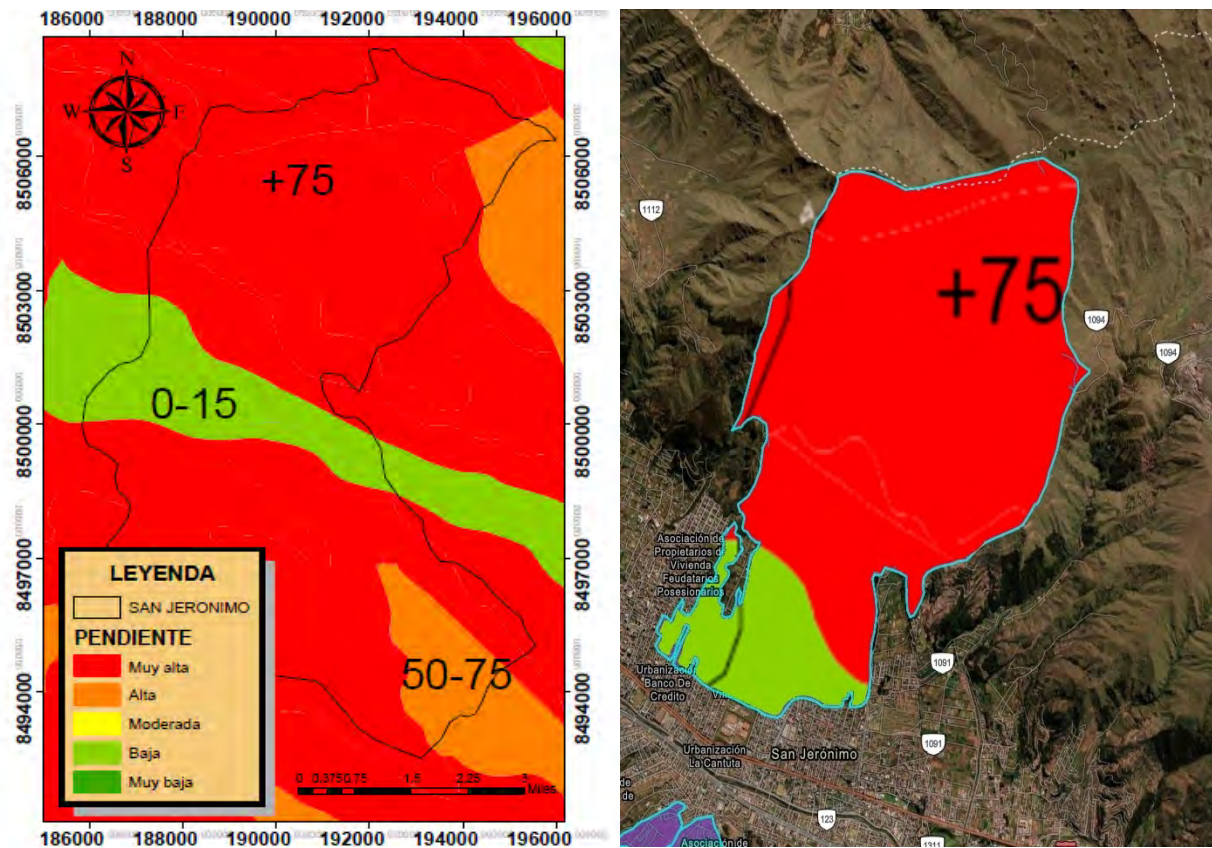 186000 188000 190000 192000 194000 196000
N
W E
S
8506000 8506000
+75
8503000 8503000
0-15
8500000 8500000
8497000 8497000
LEYENDA
SAN JERONIMO
PENDIENTE
Muy alta
Alta
Moderada
Baja
Muy baja
50-75
8494000 8494000
0 0.375 0.75 1.5 2.25 3
Miles
186000 188000 190000 192000 194000 196000
1112
+75
1094
1094
Asociación de
Propietarios de
Vivienda
Feudatarios
Posesionarios
1091
Urbanización
Banco De
Credito
1091
Urbanización
La Cantuta
San Jerónimo
123
1311
Asociación de